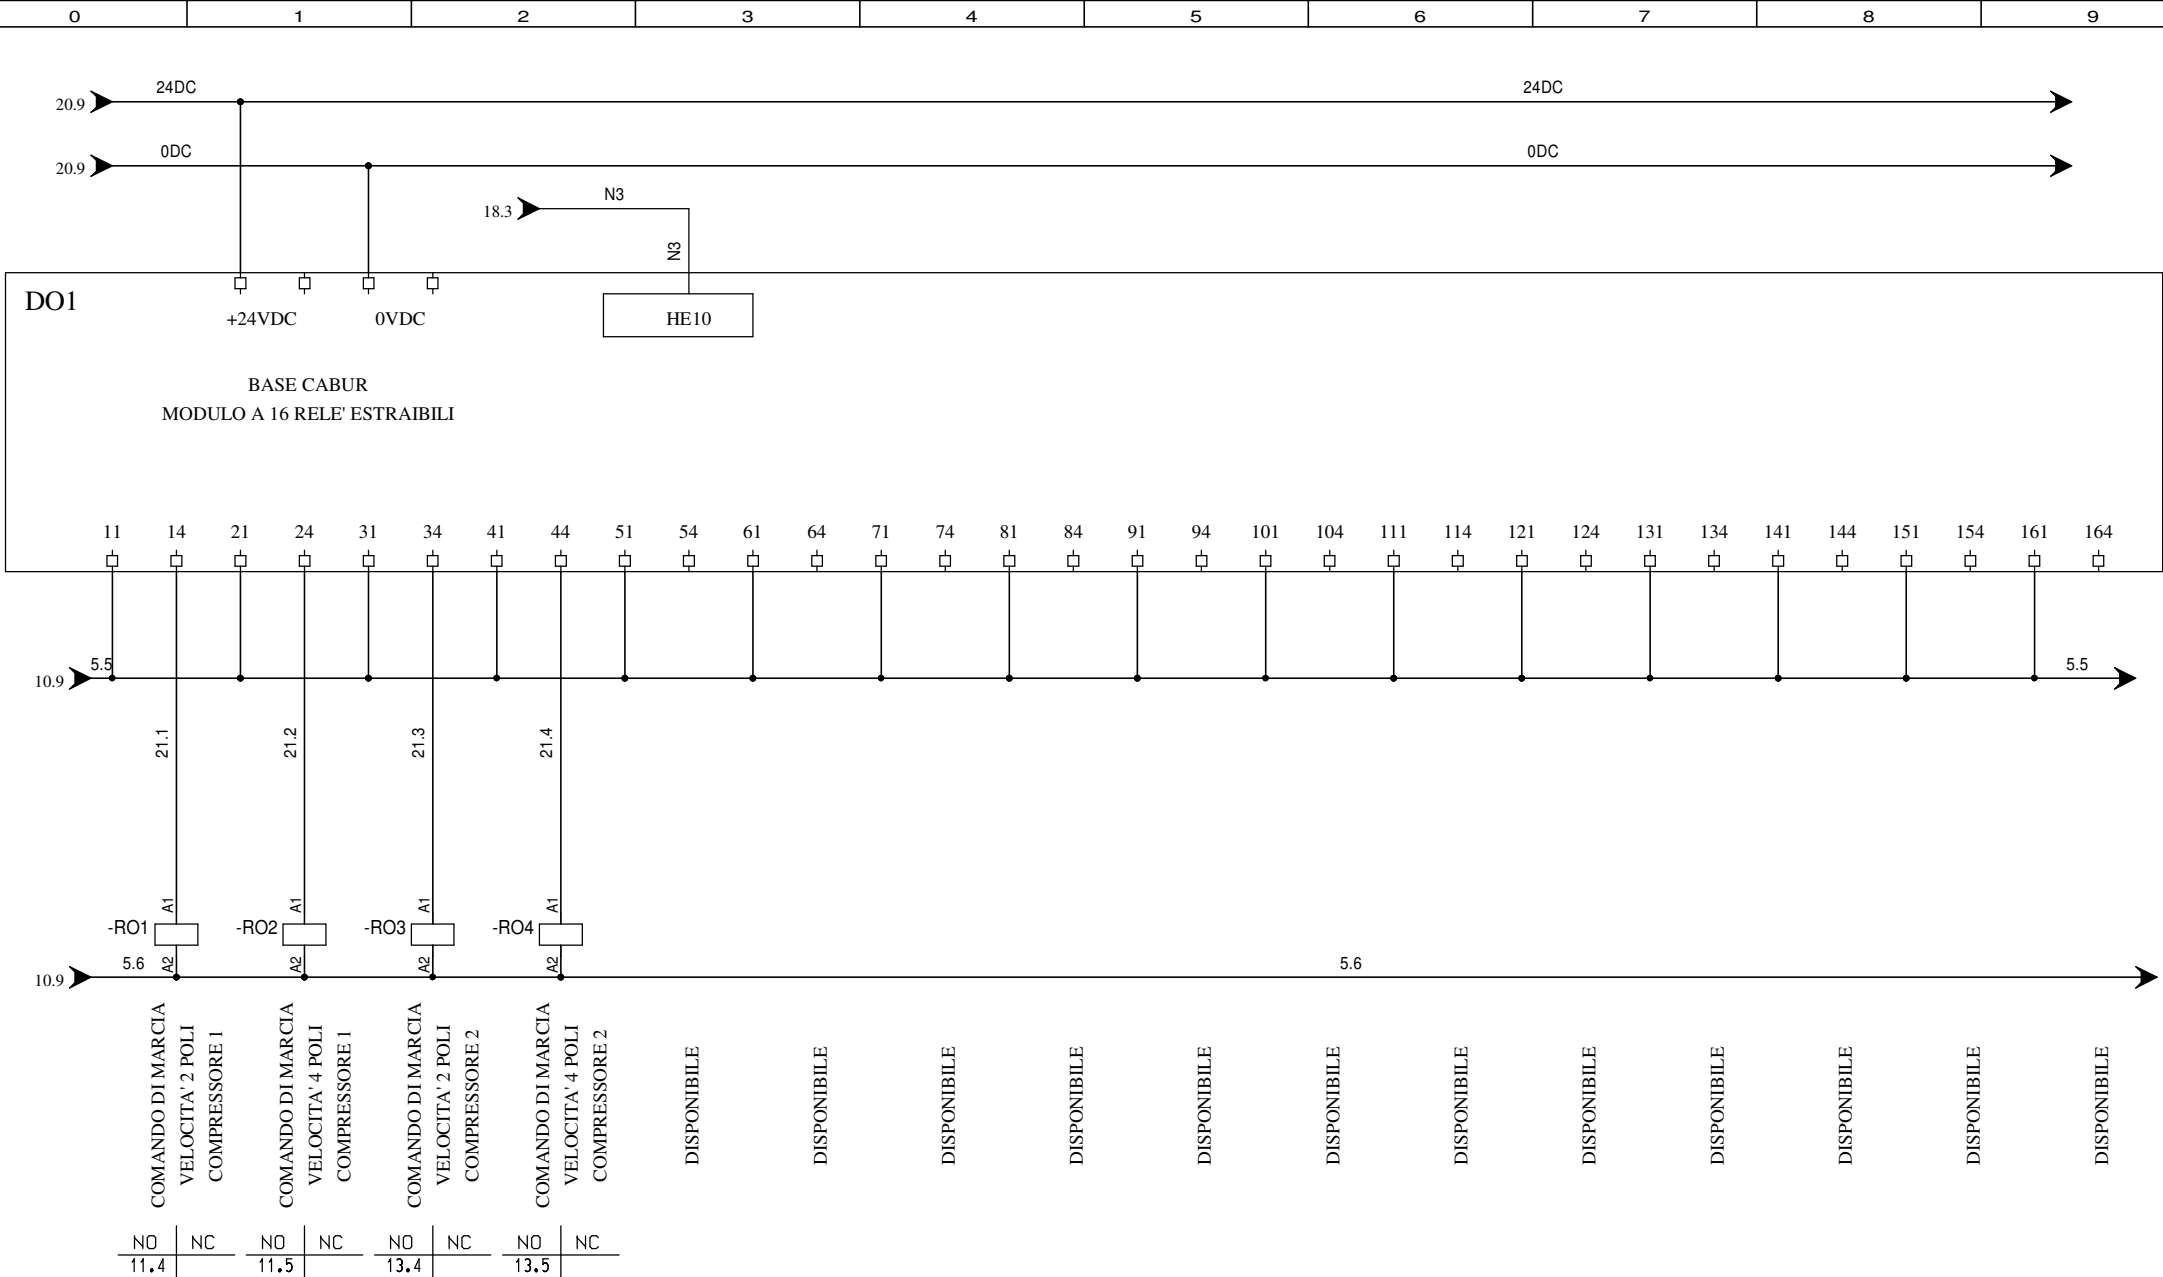 0 1 2 3 4 5 6 7 8 9
24DC 24DC
20.9
0DC 0DC
20.9
N3
18.3
N3
DO1
+24VDC 0VDC HE10
BASE CABUR
MODULO A 16 RELE' ESTRAIBILI
11 14 21 24 31 34 41 44 51 54 61 64 71 74 81 84 91 94 101 104 111 114 121 124 131 134 141 144 151 154 161 164
5.5 5.5
10.9
21.1 21.2 21.3 21.4
A1 A1 A1 A1
-RO1 -RO2 -RO3 -RO4
A2 A2 A2 A2
5.6 5.6
10.9
COMANDO DI MARCIA
VELOCITA' 2 POLI
COMPRESSORE 1
COMANDO DI MARCIA
VELOCITA' 4 POLI
COMPRESSORE 1
COMANDO DI MARCIA
VELOCITA' 2 POLI
COMPRESSORE 2
COMANDO DI MARCIA
VELOCITA' 4 POLI
COMPRESSORE 2
DISPONIBILE
DISPONIBILE
DISPONIBILE
DISPONIBILE
DISPONIBILE
DISPONIBILE
DISPONIBILE
DISPONIBILE
DISPONIBILE
DISPONIBILE
DISPONIBILE
DISPONIBILE
NO NC NO NC NO NC NO NC
11.4 11.5 13.4 13.5